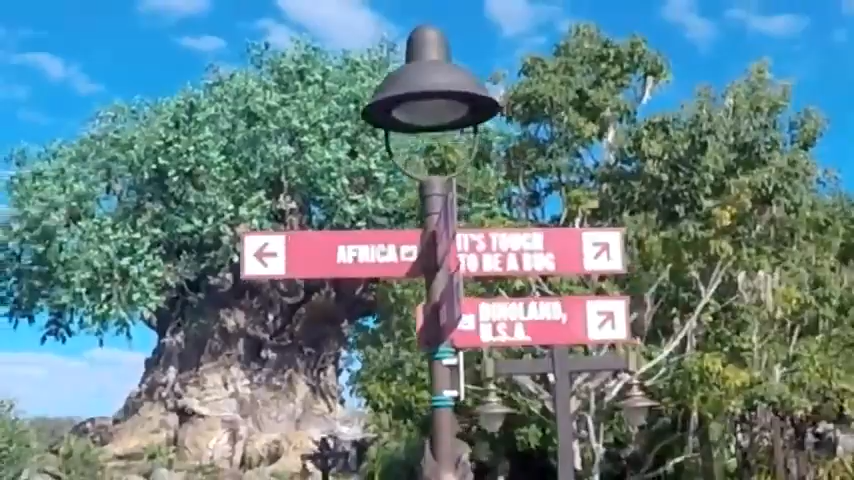 AFRICA
IT'S TOUGH
TO BE A BUG
DINOLAND,
U.S.A.